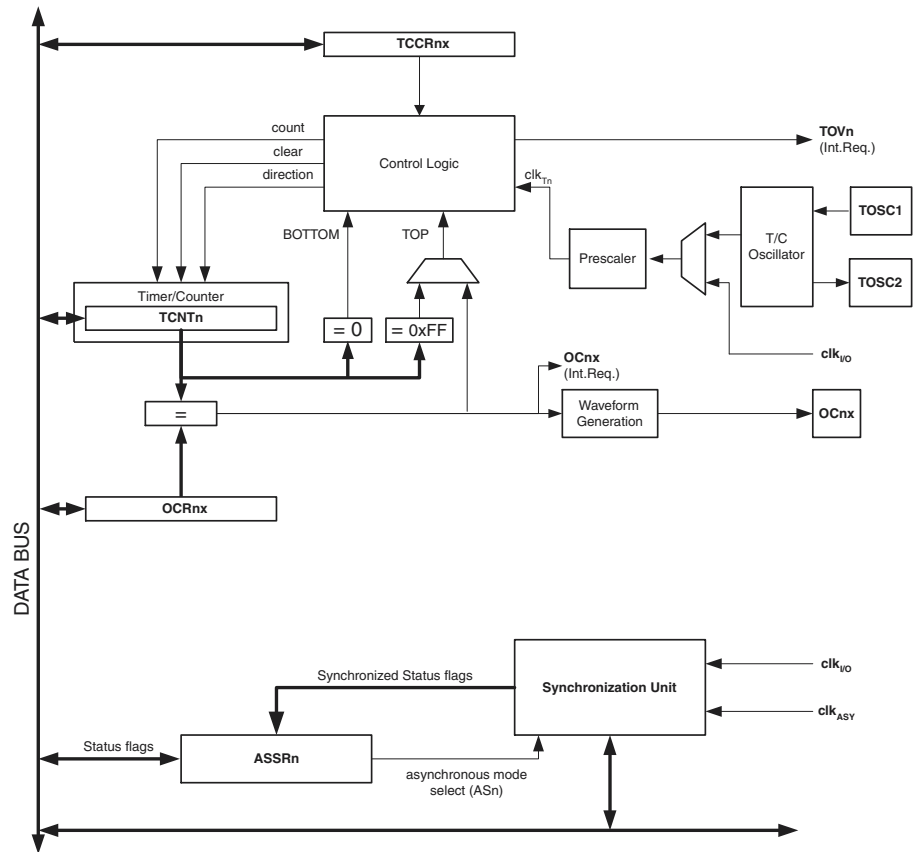 TCCRnx
count
clear
direction
Control Logic
TOVn
(Int.Req.)
clkTn
BOTTOM
TOP
TOSC1
T/C
Oscillator
Prescaler
TOSC2
Timer/Counter
TCNTn
= 0
= 0xFF
clkI/O
OCnx
(Int.Req.)
=
Waveform
Generation
OCnx
OCRnx
DATA BUS
Synchronized Status flags
Synchronization Unit
clkI/O
clkASY
Status flags
ASSRn
asynchronous mode
select (ASn)